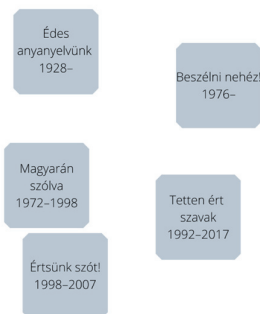 Édes
anyanyelvünk
1928–
Beszélni nehéz!
1976–
Magyarán
szólva
1972–1998
Tetten ért
szavak
1992–2017
Értsünk szót!
1998–2007